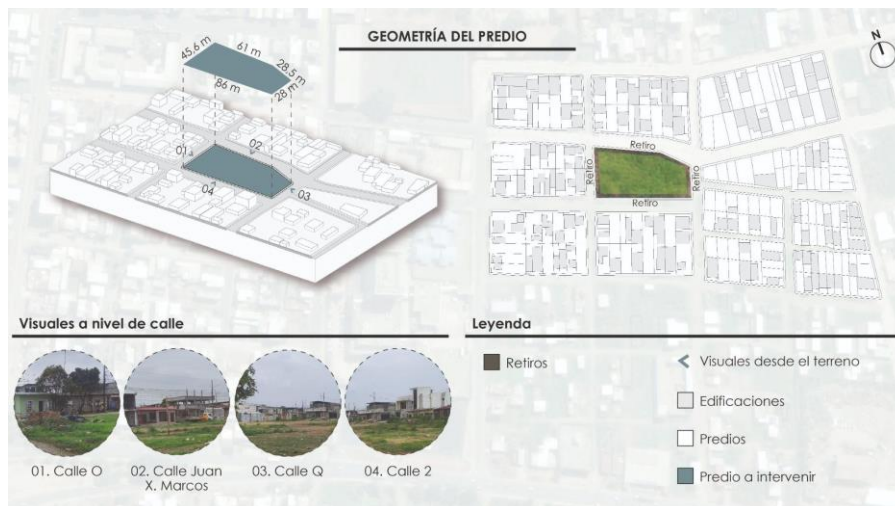 GEOMETRÍA DEL PREDIO
N
45,6 m
61 m
28,5 m
86 m
28 m
01
02
03
04
Retiro
Retiro
Retiro
Retiro
Visuales a nivel de calle
01. Calle O
02. Calle Juan
X. Marcos
03. Calle Q
04. Calle 2
Leyenda
Retiros
Visuales desde el terreno
Edificaciones
Predios
Predio a intervenir